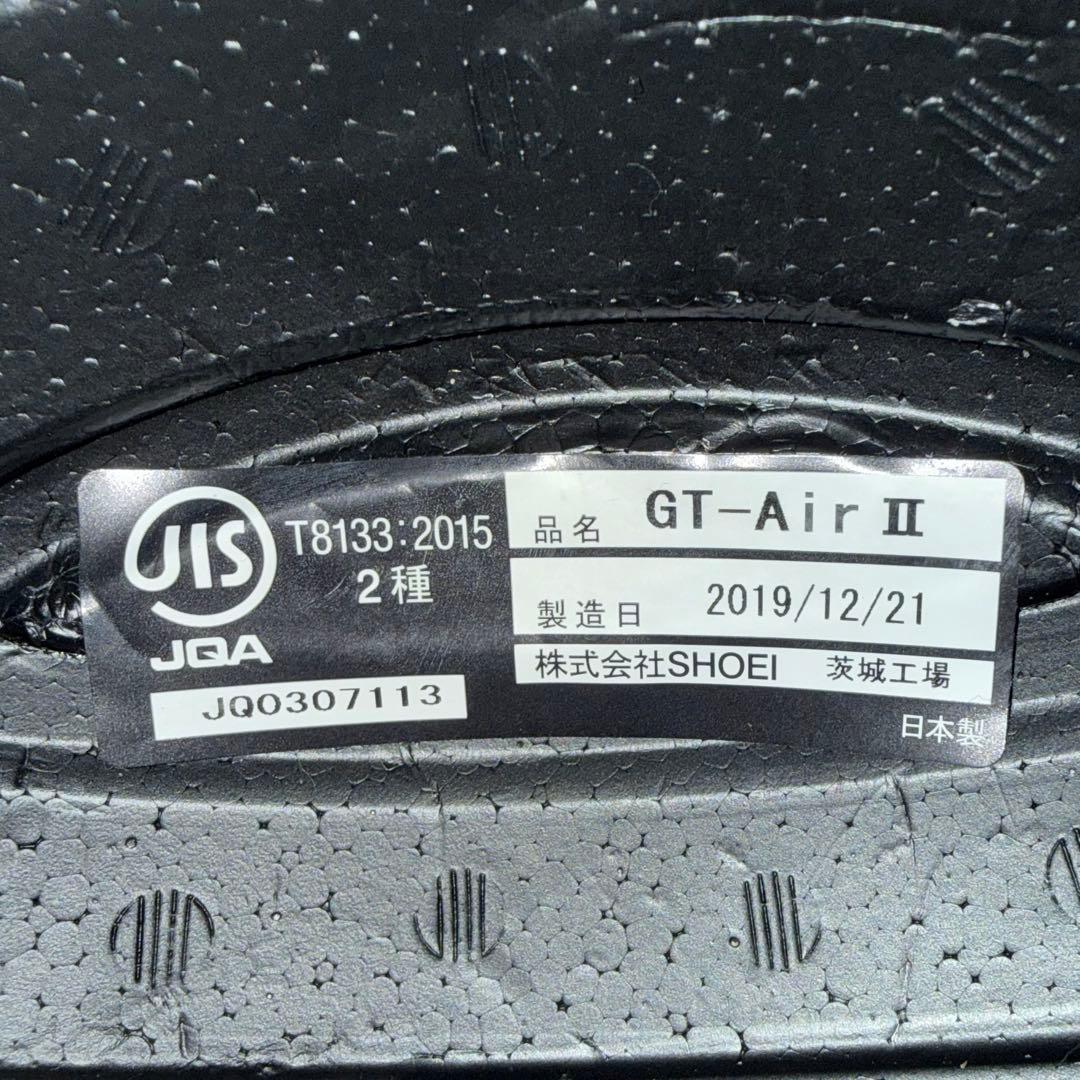 JIS
T8133:2015
2種
JQA
JQ0307113
品名 GT-Air II
製造日 2019/12/21
株式会社SHOEI 茨城工場
日本製